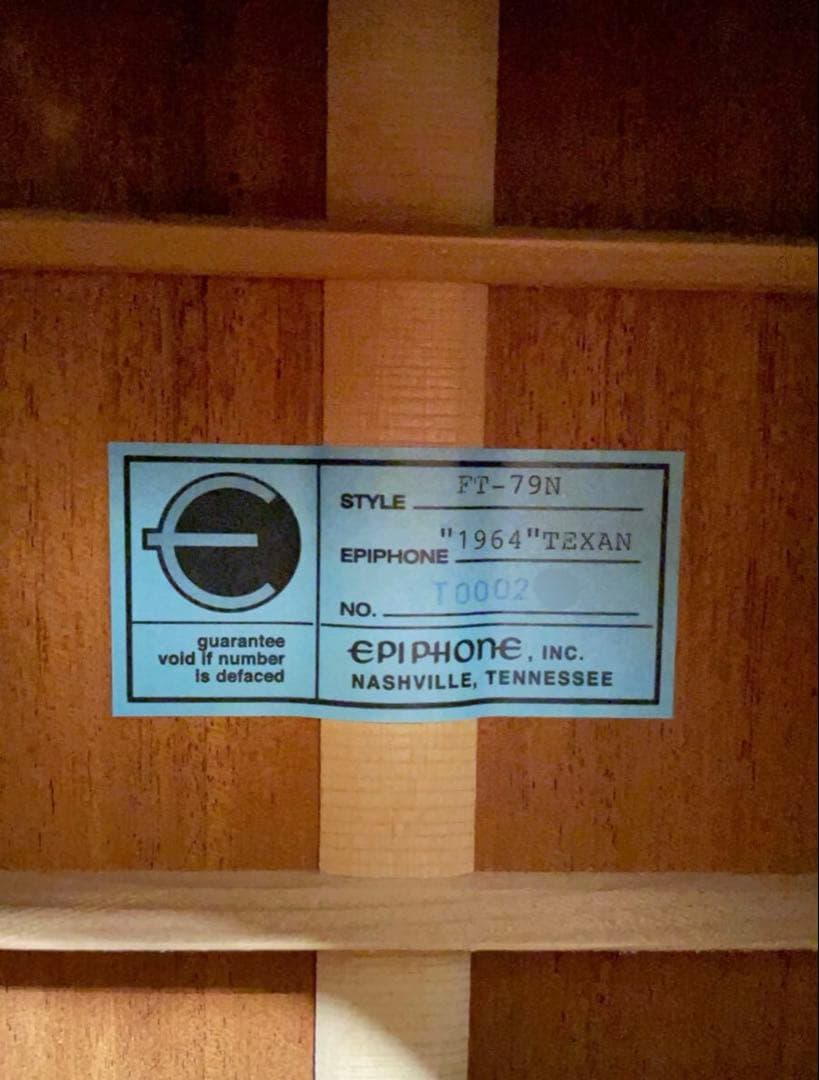 STYLE FT-79N
EPIPHONE "1964"TEXAN
NO. T0002
guarantee
void if number
is defaced
EPIPHONE, INC.
NASHVILLE, TENNESSEE